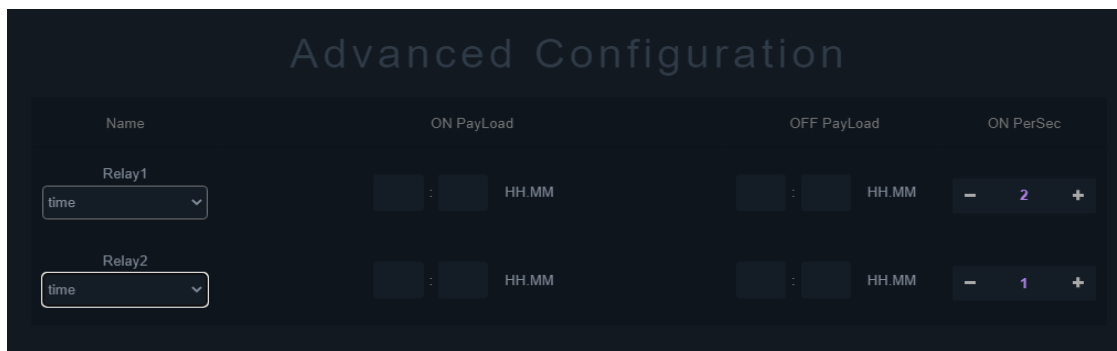 Advanced Configuration
Name ON PayLoad OFF PayLoad ON PerSec
Relay1
time : HH.MM : HH.MM - 2 +
Relay2
time : HH.MM : HH.MM - 1 +